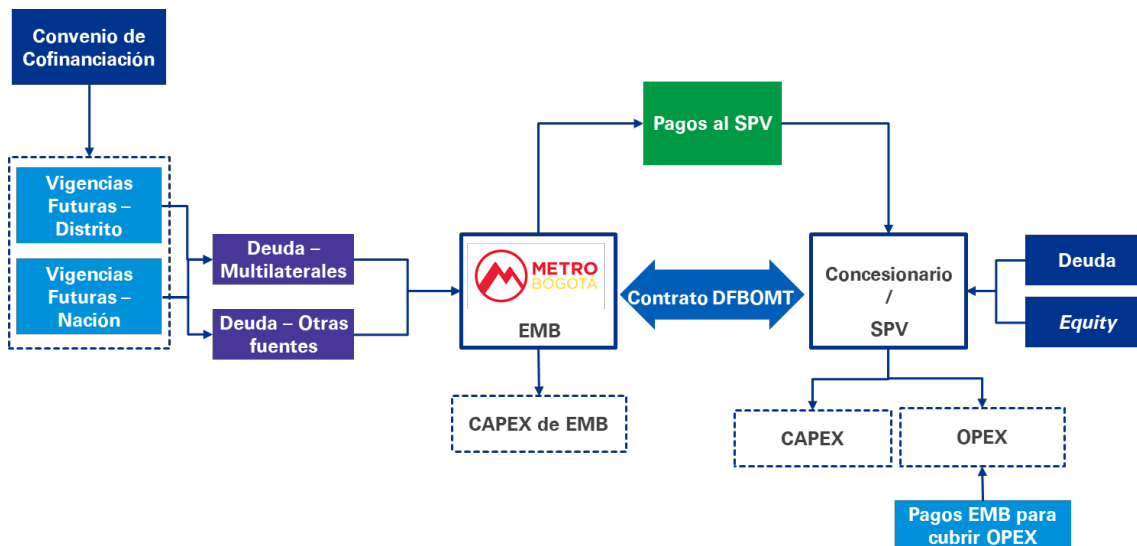 Convenio de
Cofinanciación
Pagos al SPV
Vigencias
Futuras –
Distrito
Vigencias
Futuras –
Nación
Deuda –
Multilaterales
Deuda – Otras
fuentes
METRO
BOGOTÁ
EMB
Contrato DFBOMT
Concesionario
/
SPV
Deuda
Equity
CAPEX de EMB
CAPEX
OPEX
Pagos EMB para
cubrir OPEX